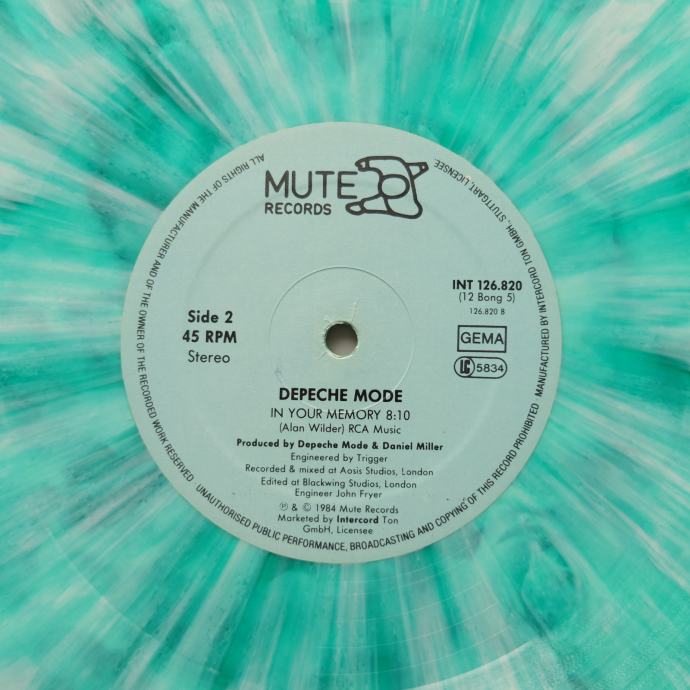 MUTE
RECORDS
INT 126.820
(12 Bong 5)
126.820 B
GEMA
LC 5834
Side 2
45 RPM
Stereo
DEPECHE MODE
IN YOUR MEMORY 8:10
(Alan Wilder) RCA Music
Produced by Depeche Mode & Daniel Miller
Engineered by Trigger
Recorded & mixed at Aosis Studios, London
Edited at Blackwing Studios, London
Engineer John Fryer
℗ & © 1984 Mute Records
Marketed by Intercord Ton
GmbH, Licensee
ALL RIGHTS OF THE MANUFACTURER AND OF THE OWNER OF THE RECORDED WORK RESERVED
UNAUTHORISED PUBLIC PERFORMANCE, BROADCASTING AND COPYING OF THIS RECORD PROHIBITED
MANUFACTURED BY INTERCORD TON GMBH., STUTTGART, LICENSEE